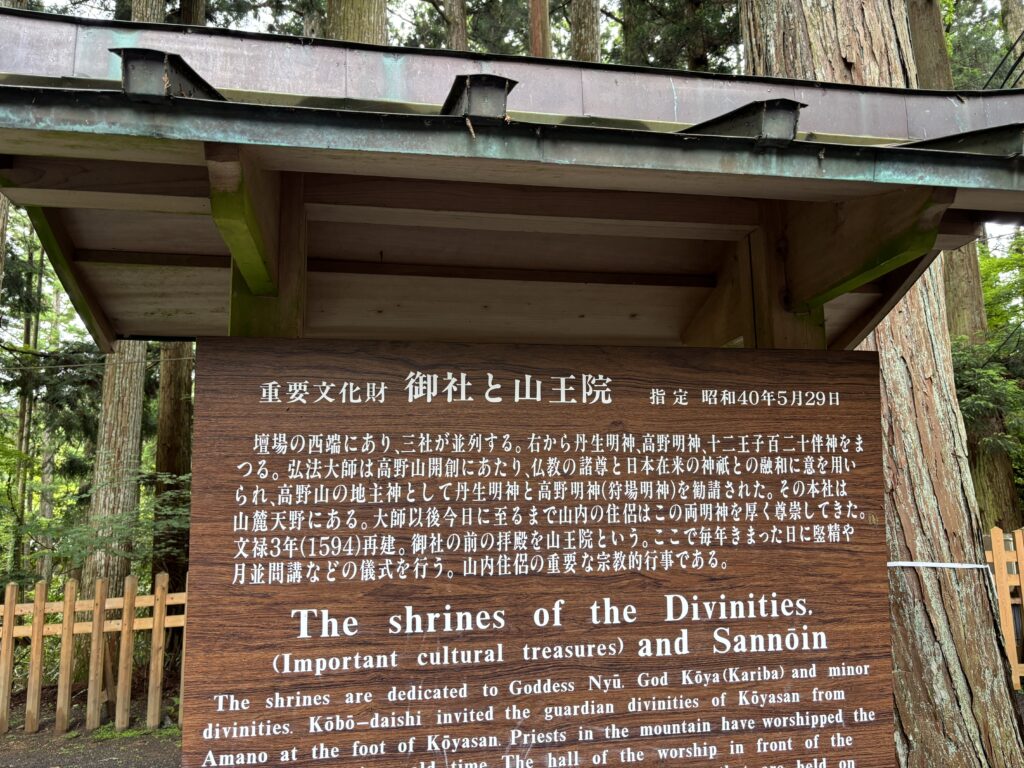 重要文化財 御社と山王院 指定 昭和40年5月29日
壇場の西端にあり、三社が並列する。右から丹生明神、高野明神、十二王子百二十伴神をま
つる。弘法大師は高野山開創にあたり、仏教の諸尊と日本在来の神祇との融和に意を用い
られ、高野山の地主神として丹生明神と高野明神(狩場明神)を勧請された。その本社は
山麓天野にある。大師以後今日に至るまで山内の住侶はこの両明神を厚く尊崇してきた。
文禄3年(1594)再建。御社の前の拝殿を山王院という。ここで毎年きまった日に竪精や
月並問講などの儀式を行う。山内住侶の重要な宗教的行事である。
The shrines of the Divinities.
(Important cultural treasures) and Sannōin
The shrines are dedicated to Goddess Nyū. God Kōya(Kariba) and minor
divinities. Kōbō-daishi invited the guardian divinities of Kōyasan from
Amano at the foot of Kōyasan. Priests in the mountain have worshipped the
time. The hall of the worship in front of the
are held on